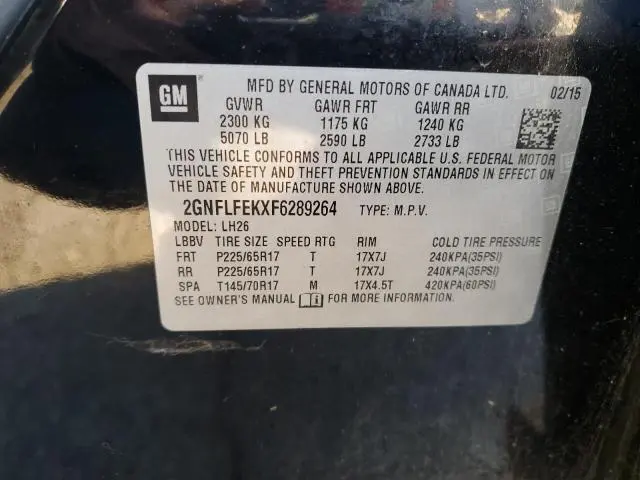 GM
MFD BY GENERAL MOTORS OF CANADA LTD. 02/15
GVWR GAWR FRT GAWR RR
2300 KG 1175 KG 1240 KG
5070 LB 2590 LB 2733 LB
THIS VEHICLE CONFORMS TO ALL APPLICABLE U.S. FEDERAL MOTOR
VEHICLE SAFETY AND THEFT PREVENTION STANDARDS IN EFFECT ON
THE DATE OF MANUFACTURE SHOWN ABOVE.
2GNFLFEKXF6289264 TYPE: M.P.V.
MODEL: LH26
LBBV TIRE SIZE SPEED RTG RIM COLD TIRE PRESSURE
FRT P225/65R17 T 17X7J 240KPA(35PSI)
RR P225/65R17 T 17X7J 240KPA(35PSI)
SPA T145/70R17 M 17X4.5T 420KPA(60PSI)
SEE OWNER'S MANUAL i FOR MORE INFORMATION.